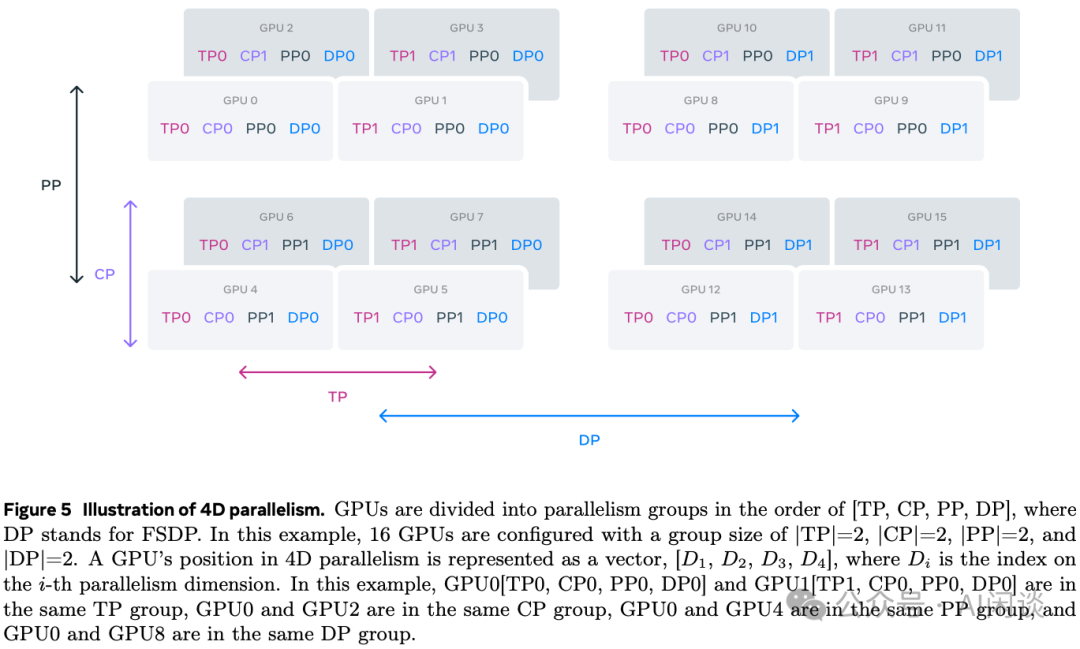 GPU 2 GPU 3 GPU 10 GPU 11
TP0 CP1 PP0 DP0 TP1 CP1 PP0 DP0 TP0 CP1 PP0 DP1 TP1 CP1 PP0 DP1
GPU 0 GPU 1 GPU 8 GPU 9
TP0 CP0 PP0 DP0 TP1 CP0 PP0 DP0 TP0 CP0 PP0 DP1 TP1 CP0 PP0 DP1
PP
GPU 6 GPU 7 GPU 14 GPU 15
TP0 CP1 PP1 DP0 TP1 CP1 PP1 DP0 TP0 CP1 PP1 DP1 TP1 CP1 PP1 DP1
CP
GPU 4 GPU 5 GPU 12 GPU 13
TP0 CP0 PP1 DP0 TP1 CP0 PP1 DP0 TP0 CP0 PP1 DP1 TP1 CP0 PP1 DP1
TP
DP
Figure 5 Illustration of 4D parallelism. GPUs are divided into parallelism groups in the order of [TP, CP, PP, DP], where
DP stands for FSDP. In this example, 16 GPUs are configured with a group size of |TP|=2, |CP|=2, |PP|=2, and
|DP|=2. A GPU's position in 4D parallelism is represented as a vector, [D₁, D₂, D₃, D₄], where Dᵢ is the index on
the i-th parallelism dimension. In this example, GPU0[TP0, CP0, PP0, DP0] and GPU1[TP1, CP0, PP0, DP0] are in
the same TP group, GPU0 and GPU2 are in the same CP group, GPU0 and GPU4 are in the same PP group, and
GPU0 and GPU8 are in the same DP group.
公众号 · AI闲谈